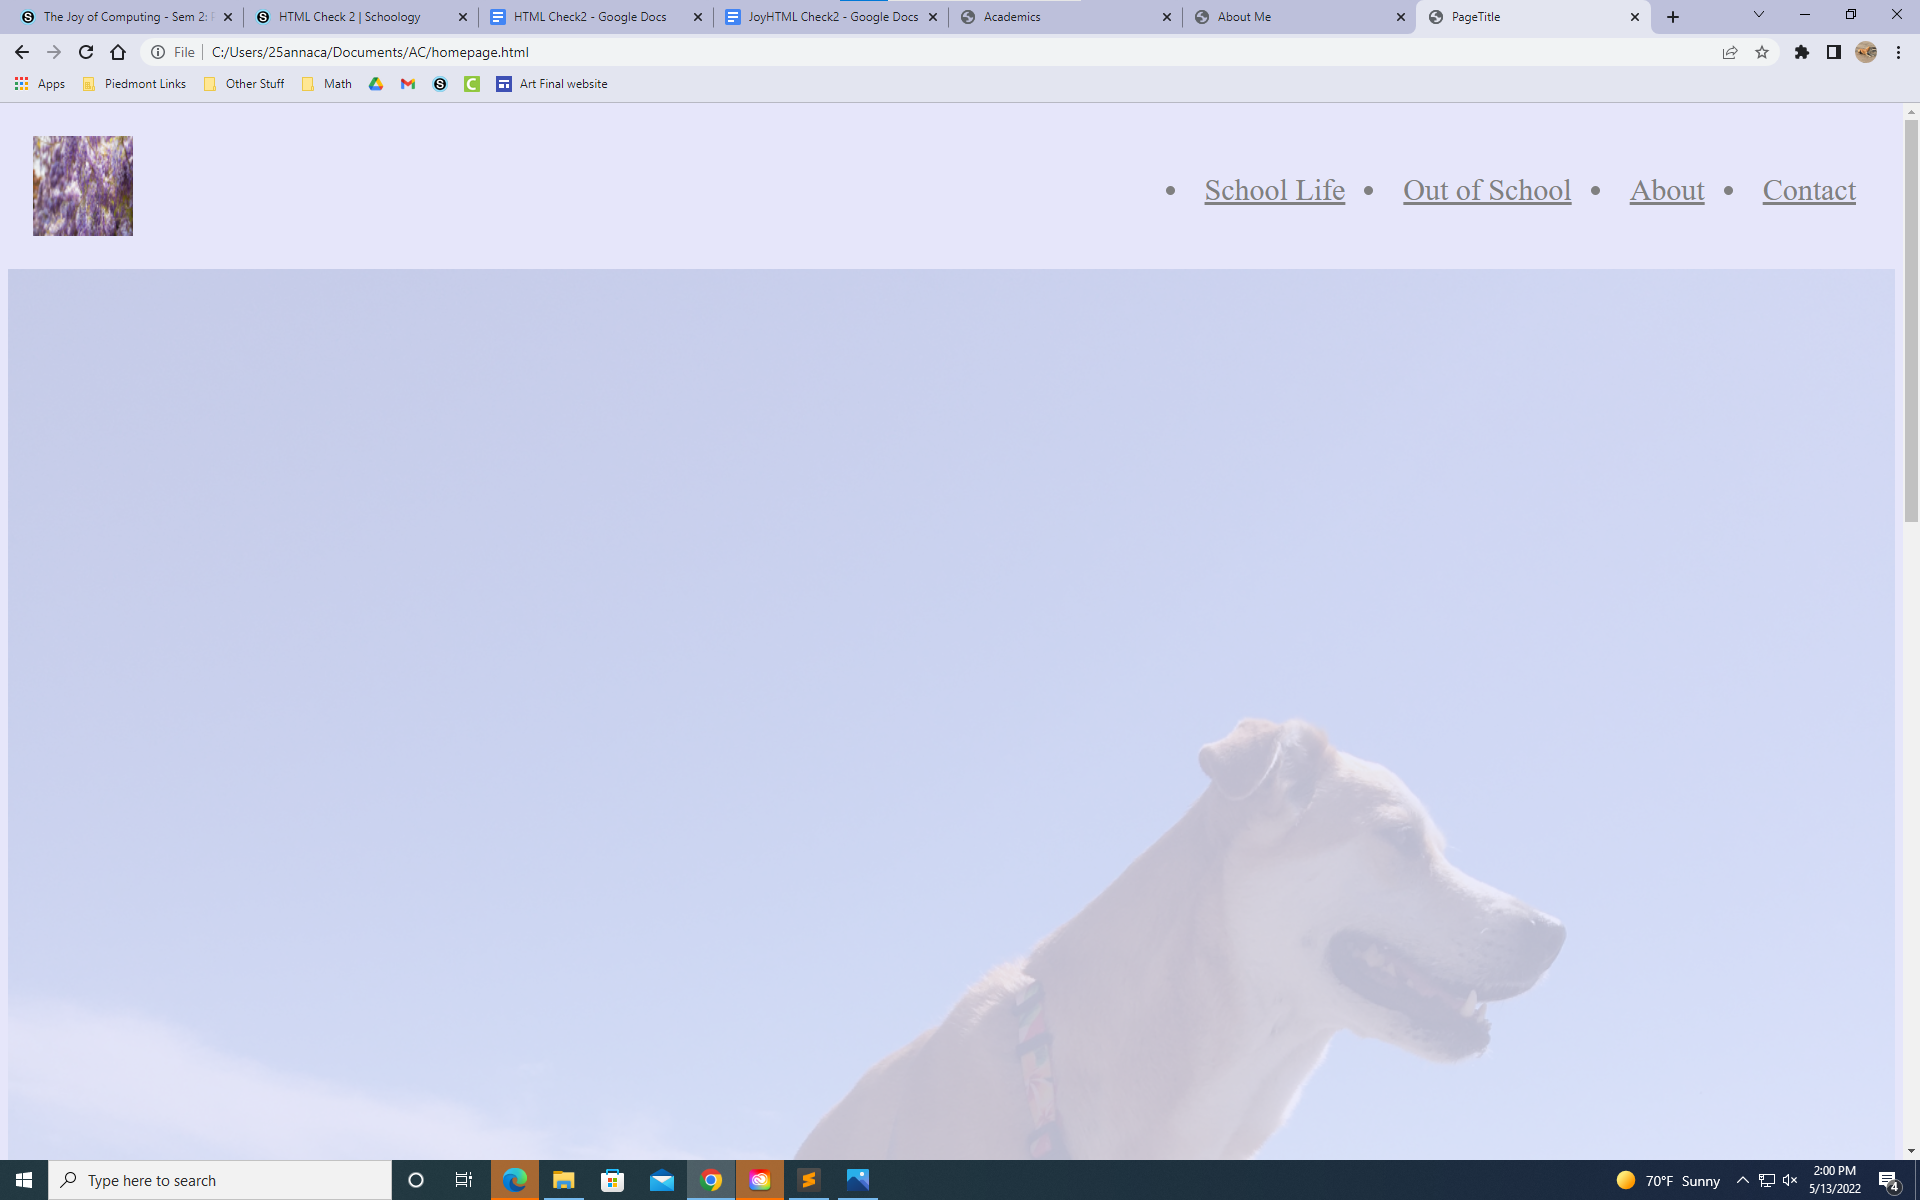 The Joy of Computing - Sem 2:
HTML Check 2 | Schoology
HTML Check2 - Google Docs
JoyHTML Check2 - Google Docs
Academics
About Me
PageTitle
File
C:/Users/25annaca/Documents/AC/homepage.html
Apps
Piedmont Links
Other Stuff
Math
Art Final website
School Life
Out of School
About
Contact
Type here to search
70°F Sunny
2:00 PM
5/13/2022
4